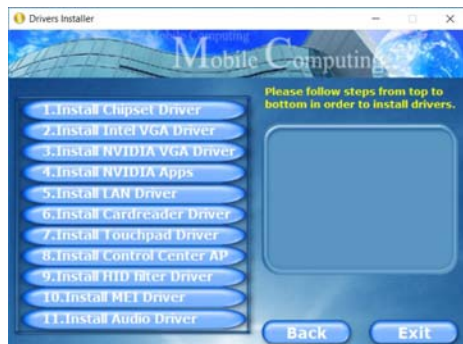 Drivers Installer
Mobile Computing
Mobile Computing
Please follow steps from top to
bottom in order to install drivers.
1.Install Chipset Driver
2.Install Intel VGA Driver
3.Install NVIDIA VGA Driver
4.Install NVIDIA Apps
5.Install LAN Driver
6.Install Cardreader Driver
7.Install Touchpad Driver
8.Install Control Center AP
9.Install HID filter Driver
10.Install MEI Driver
11.Install Audio Driver
Back
Exit